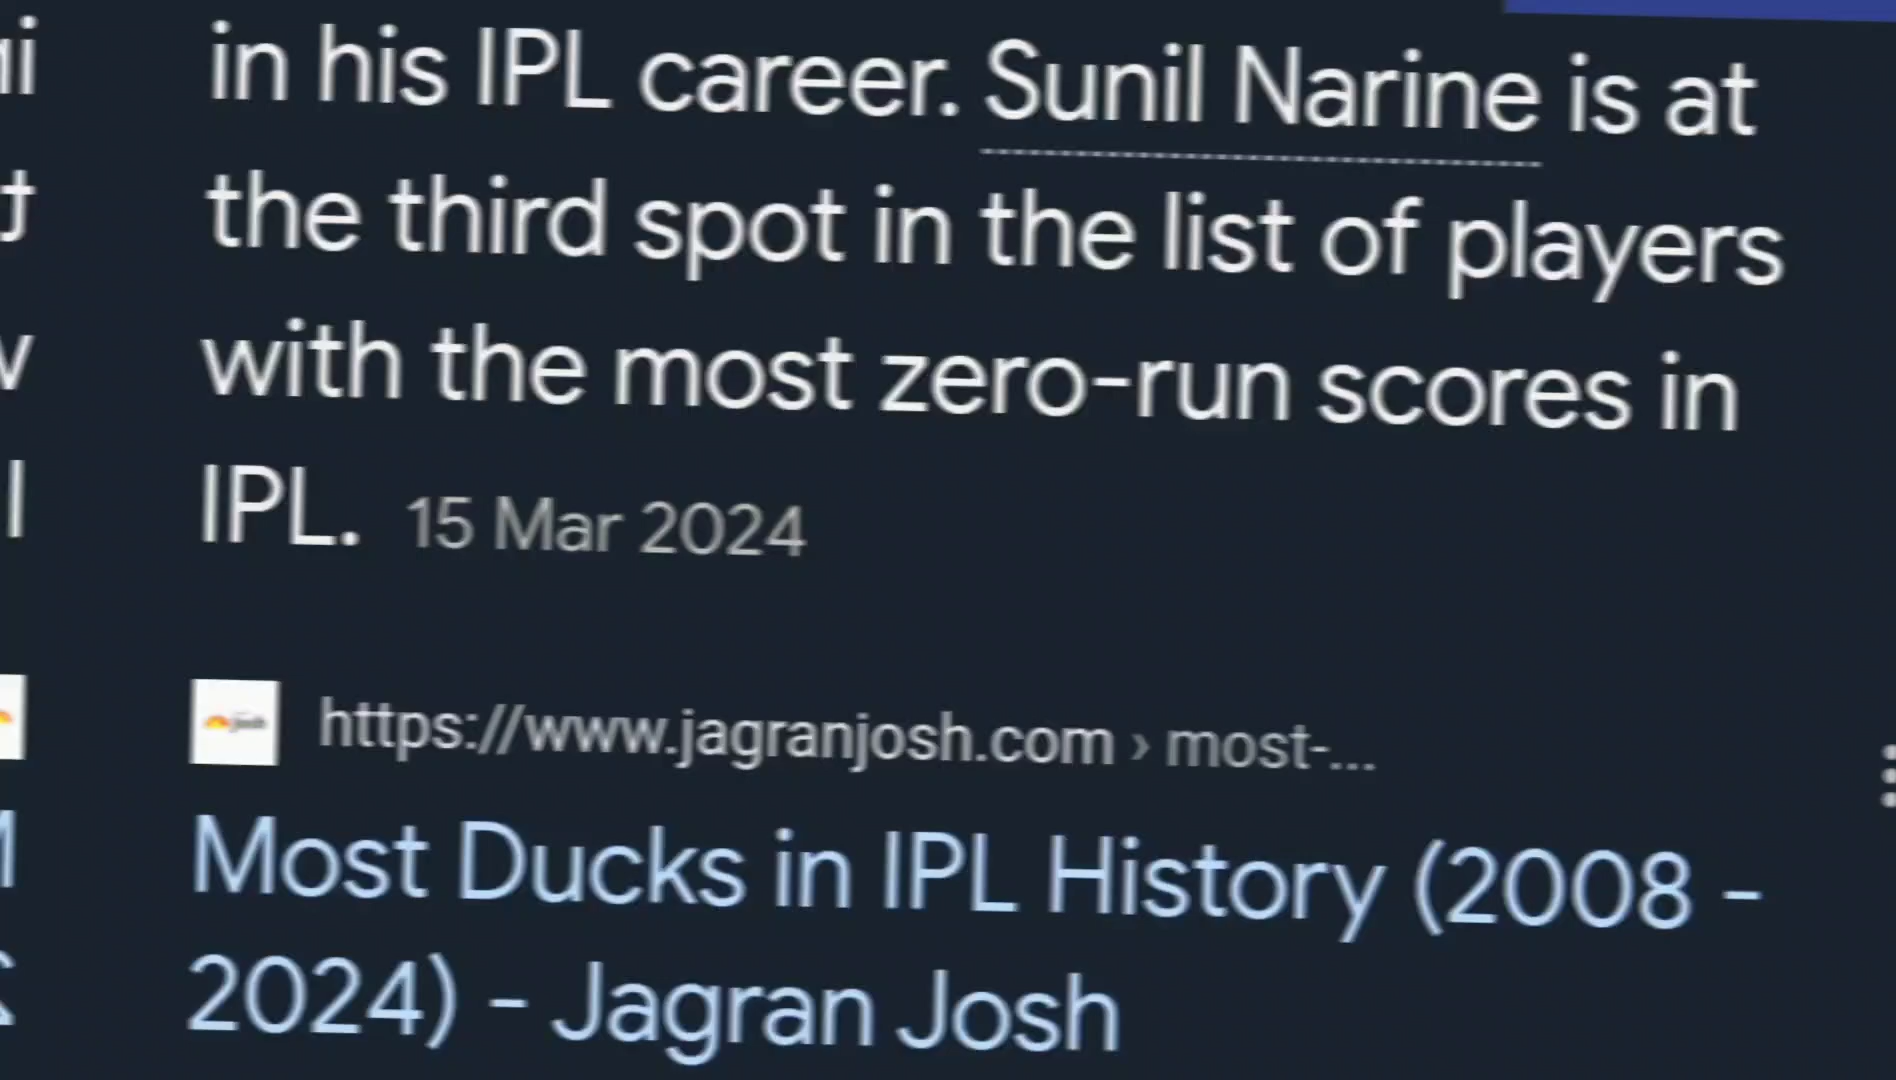 in his IPL career. Sunil Narine is at
the third spot in the list of players
with the most zero-run scores in
IPL. 15 Mar 2024
https://www.jagranjosh.com › most-...
Most Ducks in IPL History (2008 -
2024) - Jagran Josh